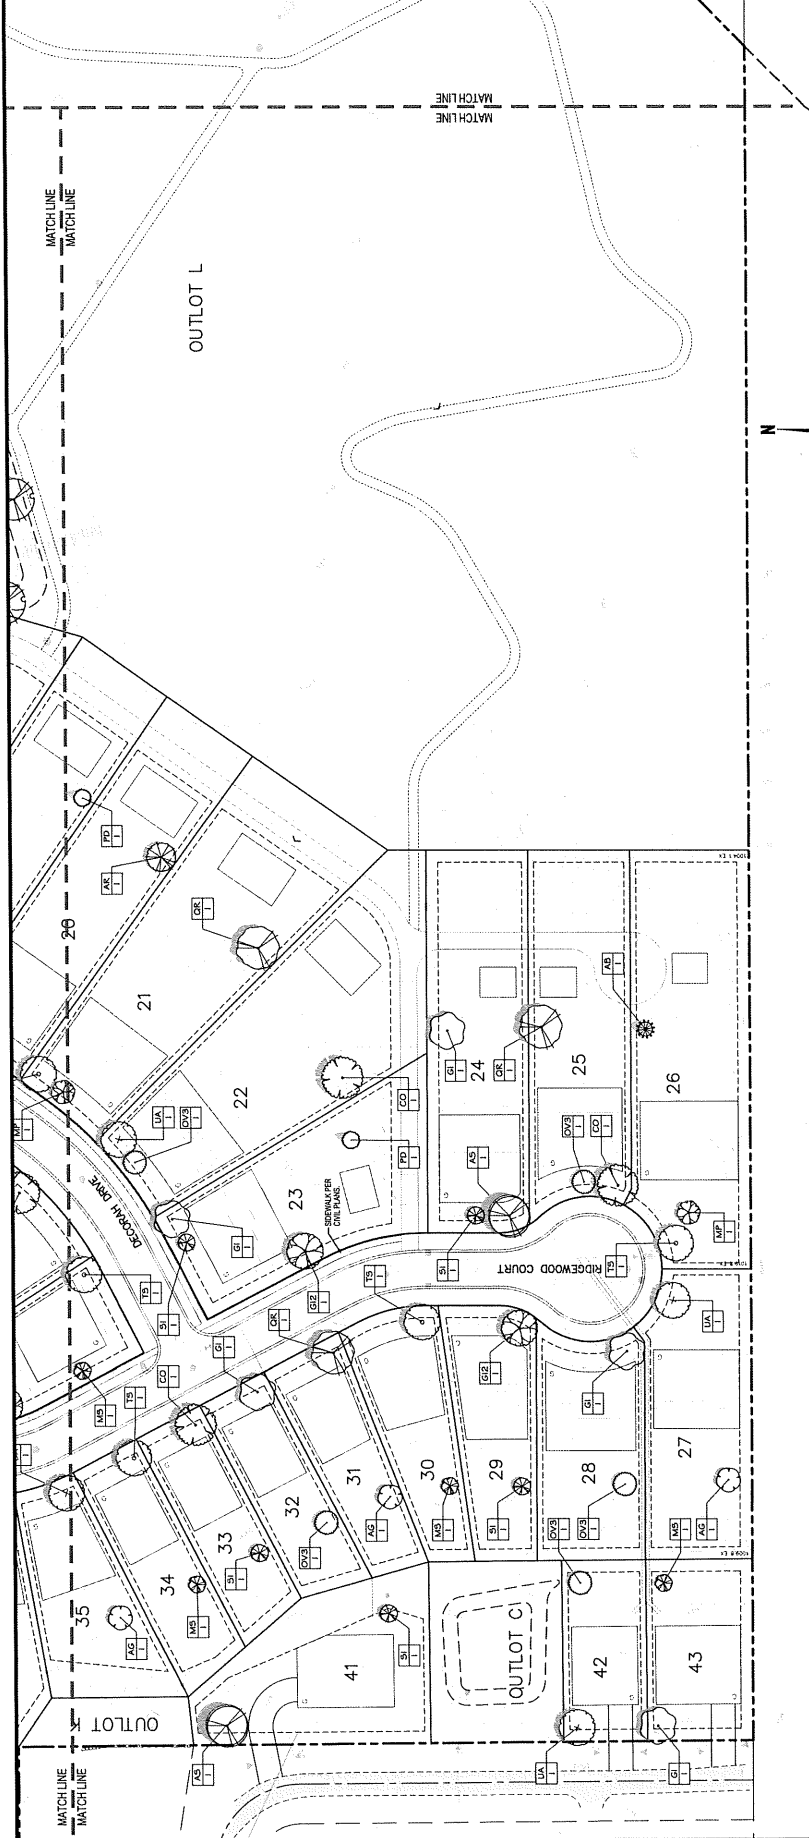 MATCH LINE
MATCH LINE
MATCH LINE
MATCH LINE
OUTLOT L
N
PD
1
AR
1
20
QR
1
21
22
MP
1
UA
1
OV3
1
DECORAH DRIVE
CO
1
PD
1
23
SIDEWALK PER
CIVIL PLANS.
GI
1
GI
1
24
QR
1
25
AB
1
26
AS
1
OV3
1
CO
1
MP
1
TS
1
SI
1
GI2
1
TS
1
SI
1
RIDGEWOOD COURT
TS
1
UA
1
MS
1
TS
1
CO
1
GI
1
QR
1
GI2
1
GI
1
35
34
33
32
31
30
29
28
27
AG
1
MS
1
SI
1
OV3
1
AG
1
MS
1
SI
1
OV3
1
OV3
1
MS
1
AG
1
41
SI
1
OUTLOT C
42
43
OUTLOT K
AS
1
UA
1
GI
1
MATCH LINE
MATCH LINE